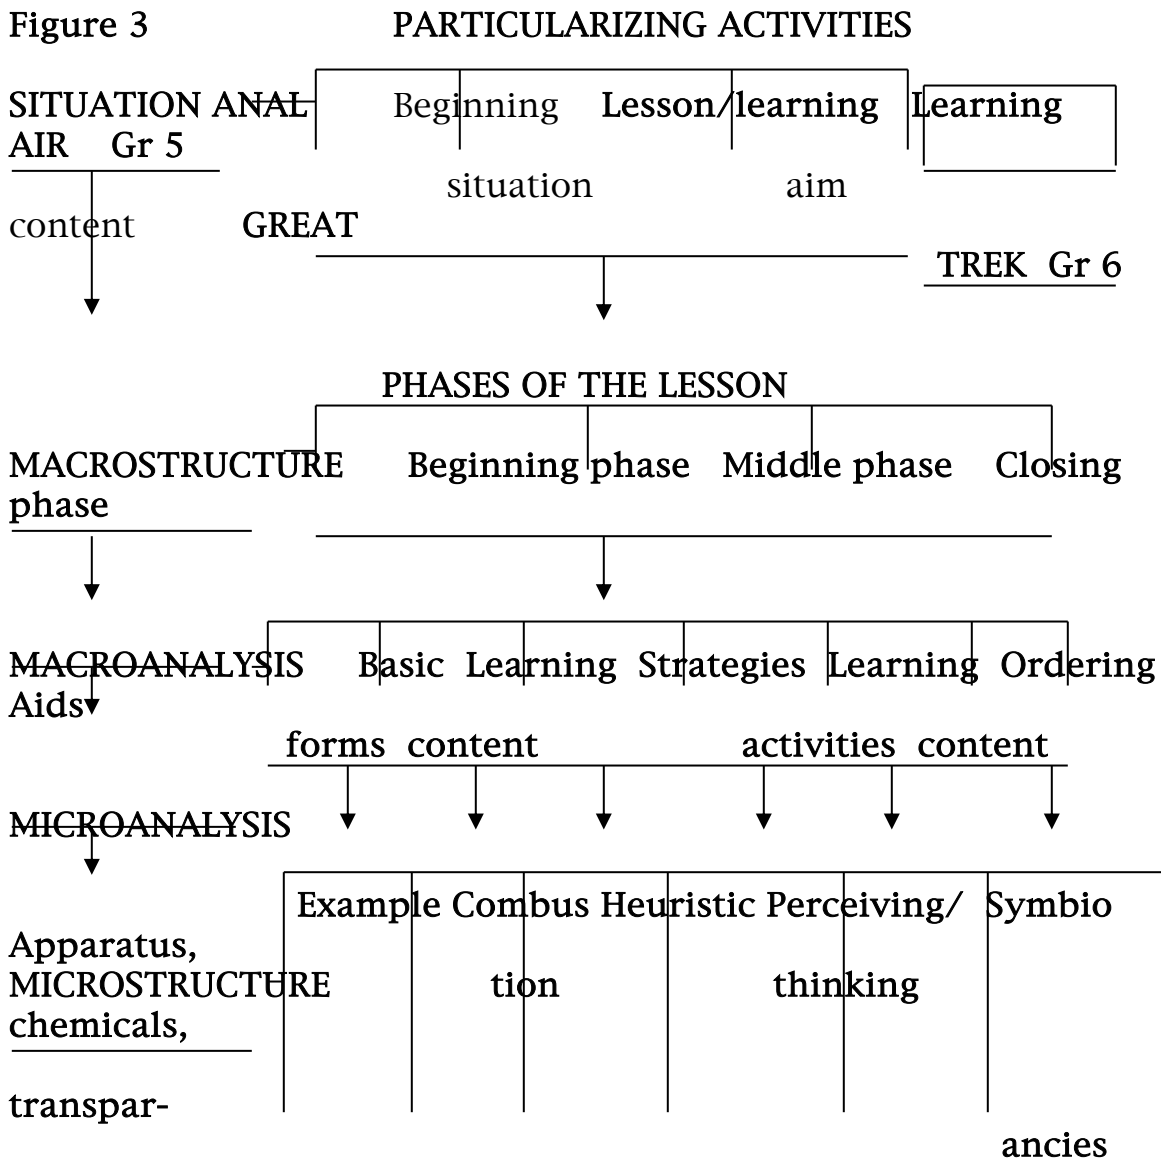 Figure 3 PARTICULARIZING ACTIVITIES
SITUATION ANAL Beginning Lesson/learning Learning
AIR Gr 5
situation aim
content GREAT
TREK Gr 6
PHASES OF THE LESSON
MACROSTRUCTURE Beginning phase Middle phase Closing
phase
MACROANALYSIS Basic Learning Strategies Learning Ordering
Aids
forms content activities content
MICROANALYSIS
Example Combus Heuristic Perceiving/ Symbio
Apparatus,
MICROSTRUCTURE tion thinking
chemicals,
transpar-
ancies